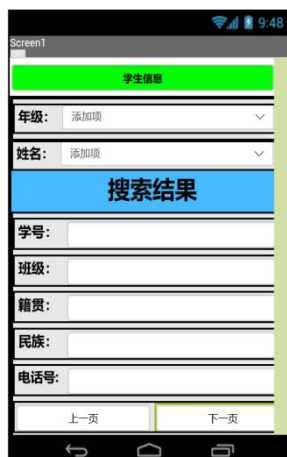 9:48
Screen1
学生信息
年级: 添加项
姓名: 添加项
搜索结果
学号:
班级:
籍贯:
民族:
电话号:
上一页 下一页